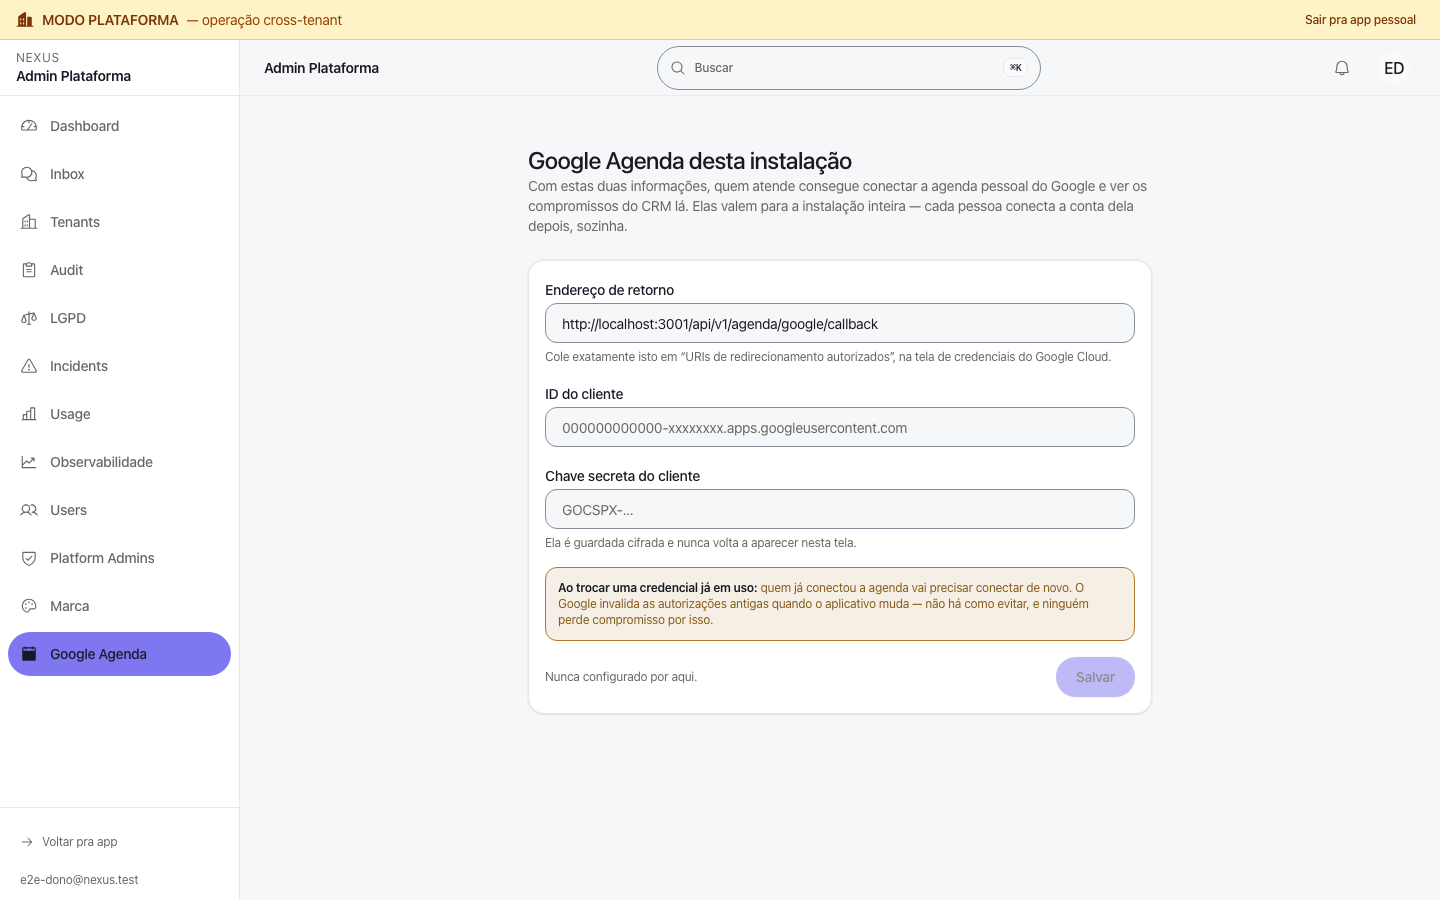 MODO PLATAFORMA — operação cross-tenant
Sair pra app pessoal
NEXUS
Admin Plataforma
Admin Plataforma
Buscar
⌘K
ED
Dashboard
Inbox
Tenants
Audit
LGPD
Incidents
Usage
Observabilidade
Users
Platform Admins
Marca
Google Agenda
Voltar pra app
e2e-dono@nexus.test
Google Agenda desta instalação
Com estas duas informações, quem atende consegue conectar a agenda pessoal do Google e ver os
compromissos do CRM lá. Elas valem para a instalação inteira — cada pessoa conecta a conta dela
depois, sozinha.
Endereço de retorno
http://localhost:3001/api/v1/agenda/google/callback
Cole exatamente isto em “URIs de redirecionamento autorizados”, na tela de credenciais do Google Cloud.
ID do cliente
000000000000-xxxxxxxx.apps.googleusercontent.com
Chave secreta do cliente
GOCSPX-...
Ela é guardada cifrada e nunca volta a aparecer nesta tela.
Ao trocar uma credencial já em uso: quem já conectou a agenda vai precisar conectar de novo. O
Google invalida as autorizações antigas quando o aplicativo muda — não há como evitar, e ninguém
perde compromisso por isso.
Nunca configurado por aqui.
Salvar